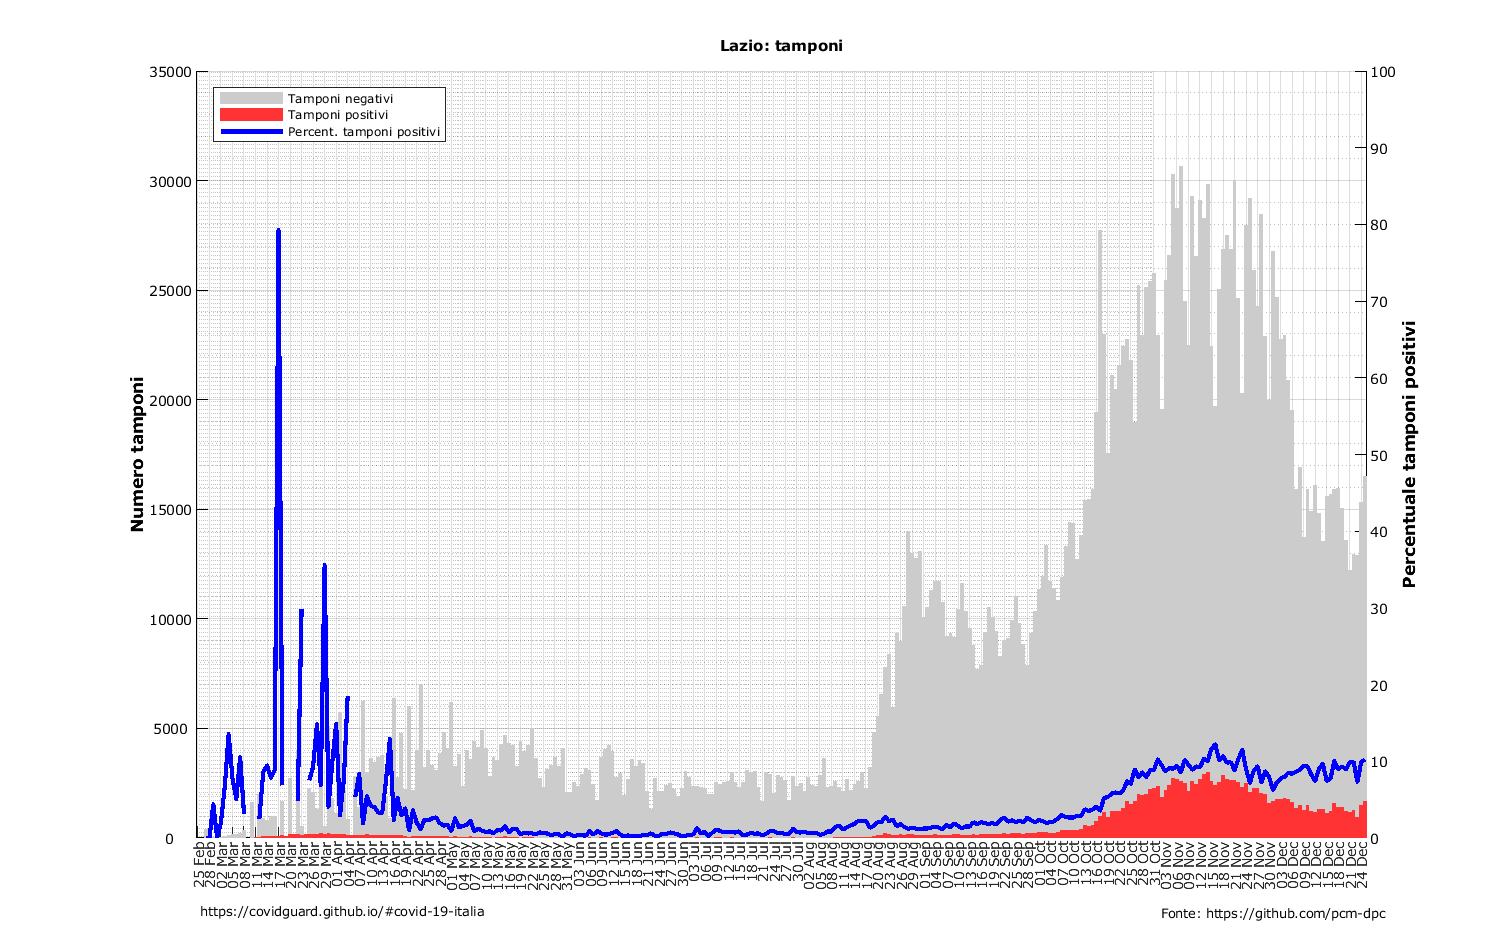 Lazio: tamponi
35000
30000
25000
20000
15000
10000
5000
0
Numero tamponi
Tamponi negativi
Tamponi positivi
Percent. tamponi positivi
100
90
80
70
60
50
40
30
20
10
0
Percentuale tamponi positivi
25 Feb
28 Feb
02 Mar
05 Mar
08 Mar
11 Mar
14 Mar
17 Mar
20 Mar
23 Mar
26 Mar
29 Mar
01 Apr
04 Apr
07 Apr
10 Apr
13 Apr
16 Apr
19 Apr
22 Apr
25 Apr
28 Apr
01 May
04 May
07 May
10 May
13 May
16 May
19 May
22 May
25 May
28 May
31 May
03 Jun
06 Jun
09 Jun
12 Jun
15 Jun
18 Jun
21 Jun
24 Jun
27 Jun
30 Jun
03 Jul
06 Jul
09 Jul
12 Jul
15 Jul
18 Jul
21 Jul
24 Jul
27 Jul
30 Jul
02 Aug
05 Aug
08 Aug
11 Aug
14 Aug
17 Aug
20 Aug
23 Aug
26 Aug
29 Aug
01 Sep
04 Sep
07 Sep
10 Sep
13 Sep
16 Sep
19 Sep
22 Sep
25 Sep
28 Sep
01 Oct
04 Oct
07 Oct
10 Oct
13 Oct
16 Oct
19 Oct
22 Oct
25 Oct
28 Oct
31 Oct
03 Nov
06 Nov
09 Nov
12 Nov
15 Nov
18 Nov
21 Nov
24 Nov
27 Nov
30 Nov
03 Dec
06 Dec
09 Dec
12 Dec
15 Dec
18 Dec
21 Dec
24 Dec
https://covidguard.github.io/#covid-19-italia
Fonte: https://github.com/pcm-dpc